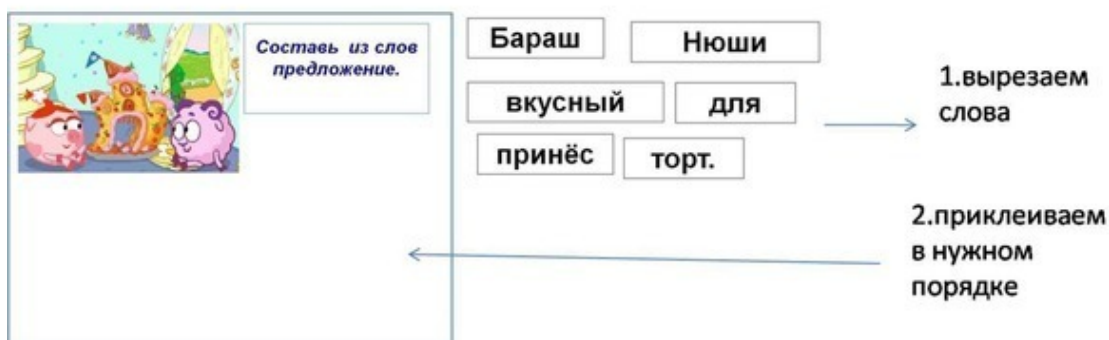 Составь из слов
предложение.
Бараш
Нюши
вкусный
для
принёс
торт.
1.вырезаем
слова
2.приклеиваем
в нужном
порядке